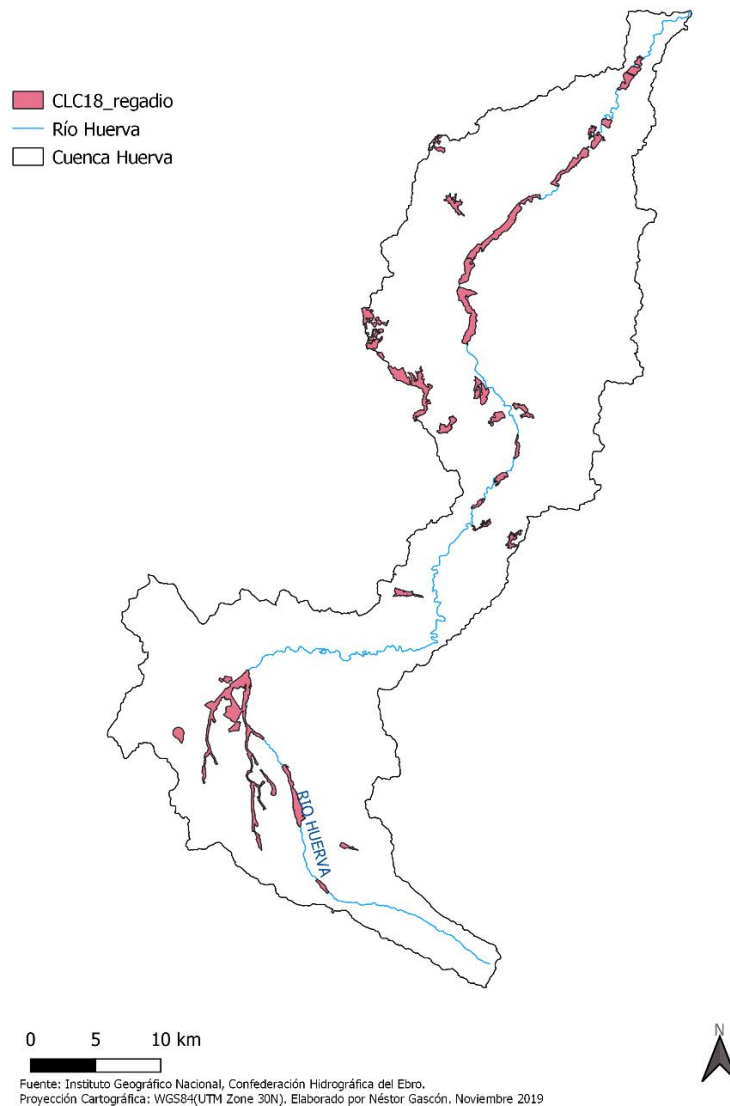 CLC18_regadio
Río Huerva
Cuenca Huerva
RIO HUERVA
0 5 10 km
N
Fuente: Instituto Geográfico Nacional, Confederación Hidrográfica del Ebro.
Proyección Cartográfica: WGS84(UTM Zone 30N). Elaborado por Néstor Gascón. Noviembre 2019